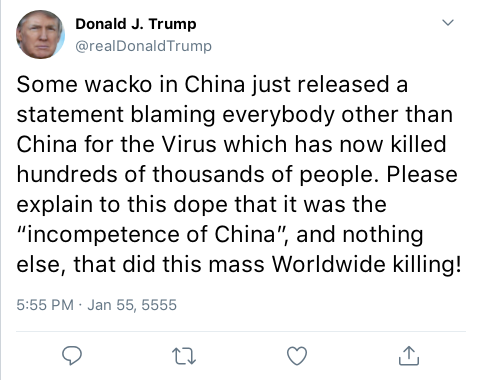 Donald J. Trump
@realDonaldTrump
Some wacko in China just released a
statement blaming everybody other than
China for the Virus which has now killed
hundreds of thousands of people. Please
explain to this dope that it was the
“incompetence of China”, and nothing
else, that did this mass Worldwide killing!
5:55 PM · Jan 55, 5555